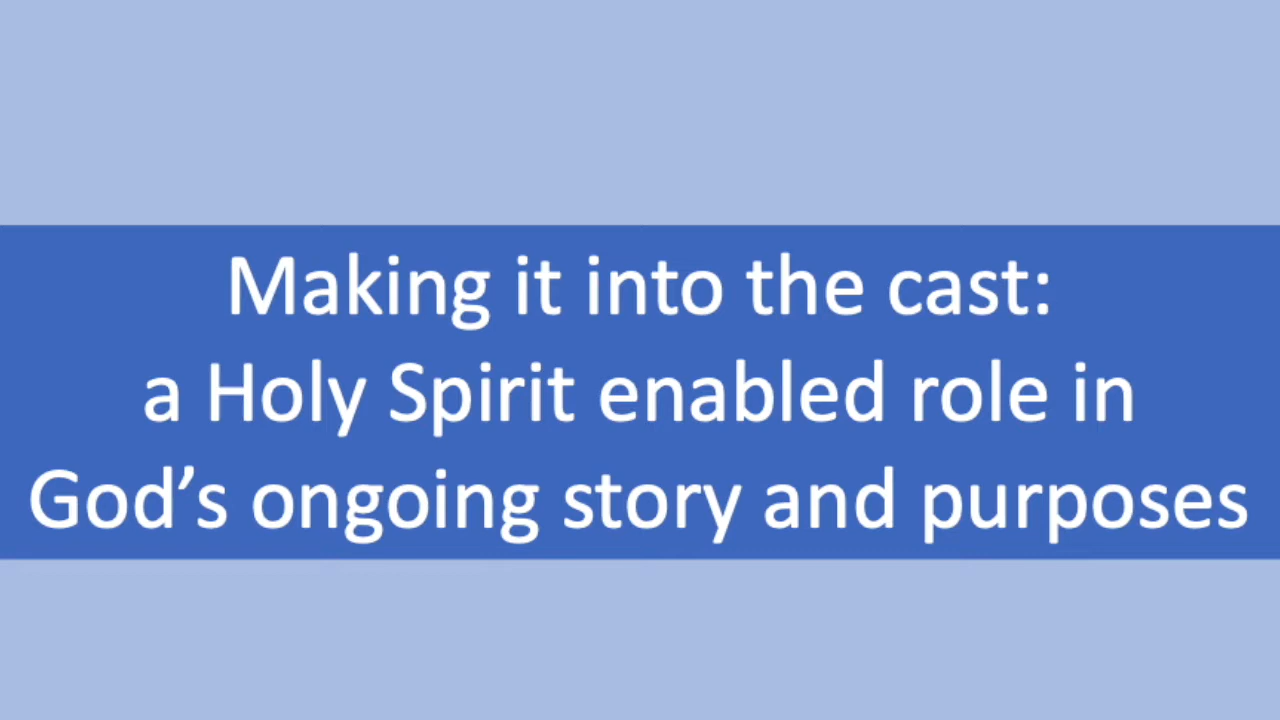 Making it into the cast:
a Holy Spirit enabled role in
God’s ongoing story and purposes